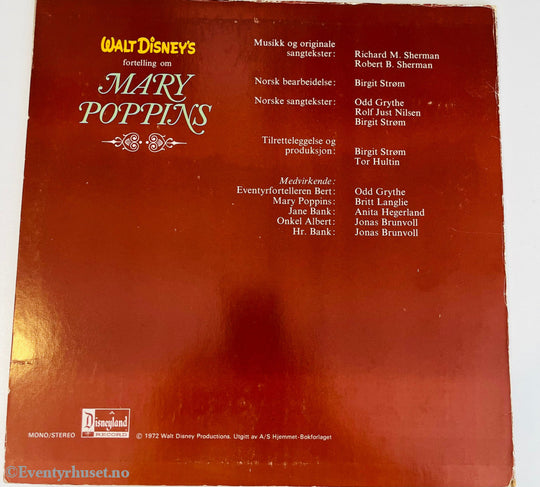 WALT DISNEY'S
fortelling om
MARY
POPPINS
Musikk og originale
sangtekster: Richard M. Sherman
Robert B. Sherman
Norsk bearbeidelse: Birgit Strøm
Norske sangtekster: Odd Grythe
Rolf Just Nilsen
Birgit Strøm
Tilretteleggelse og
produksjon: Birgit Strøm
Tor Hultin
Medvirkende:
Eventyrfortelleren Bert: Odd Grythe
Mary Poppins: Britt Langlie
Jane Bank: Anita Hegerland
Onkel Albert: Jonas Brunvoll
Hr. Bank: Jonas Brunvoll
MONO/STEREO
Disneyland
RECORD
© 1972 Walt Disney Productions. Utgitt av A/S Hjemmet-Bokforlaget
©Eventyrhuset.no